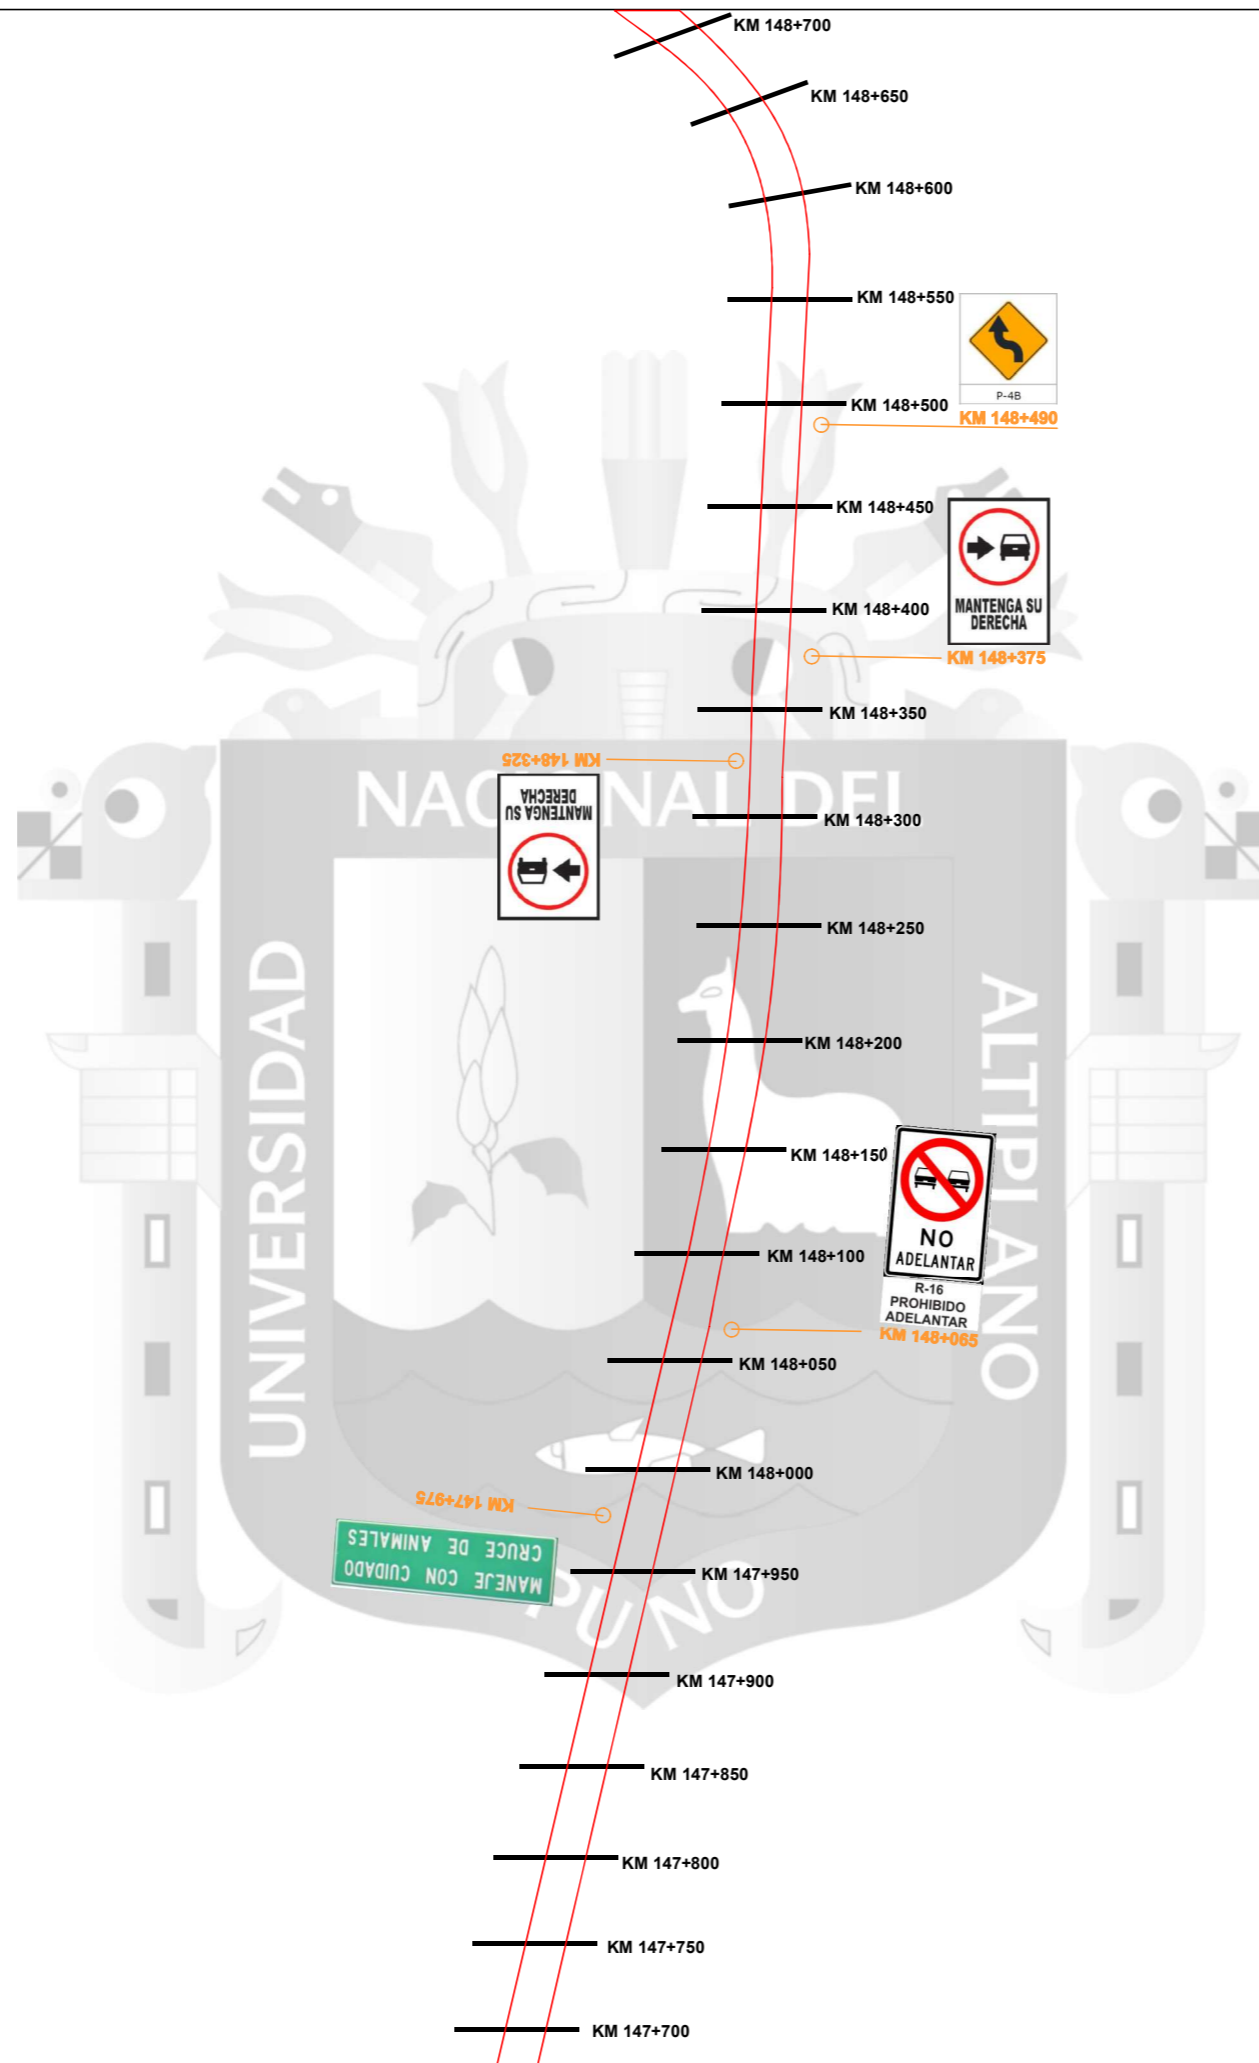 KM 148+700
KM 148+650
KM 148+600
KM 148+550
P-4B
KM 148+490
KM 148+500
KM 148+450
MANTENGA SU
DERECHA
KM 148+375
KM 148+400
KM 148+350
KM 148+325
MANTENGA SU
DERECHA
NACIONAL DEL
KM 148+300
KM 148+250
UNIVERSIDAD
ALTIPLANO
KM 148+200
KM 148+150
NO
ADELANTAR
R-16
PROHIBIDO
ADELANTAR
KM 148+065
KM 148+100
KM 148+050
KM 148+000
KM 147+975
MANEJE CON CUIDADO
CRUCE DE ANIMALES
KM 147+950
PUNO
KM 147+900
KM 147+850
KM 147+800
KM 147+750
KM 147+700